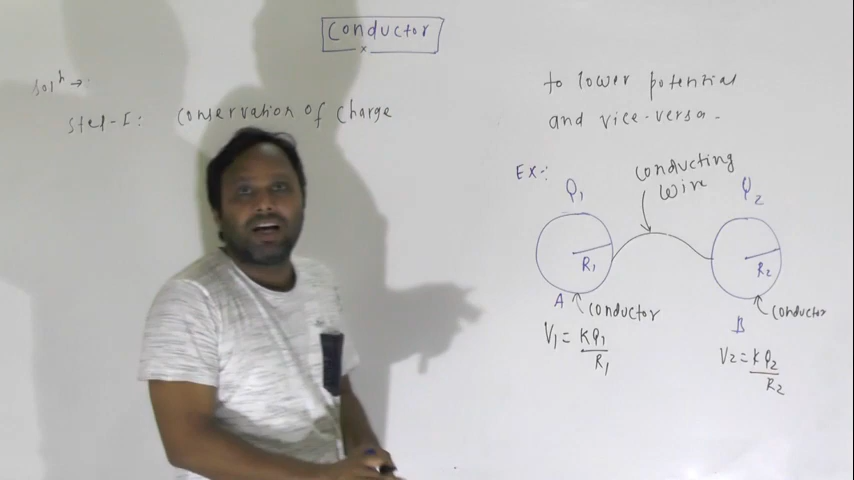 Conductor
x
Solⁿ →:
Step-I: Conservation of Charge
to lower potential
and vice-versa.
EX-:
conducting
wire
Q₁
Q₂
R₁
R₂
A
conductor
B
conductor
V₁ = KQ₁/R₁
V₂ = KQ₂/R₂